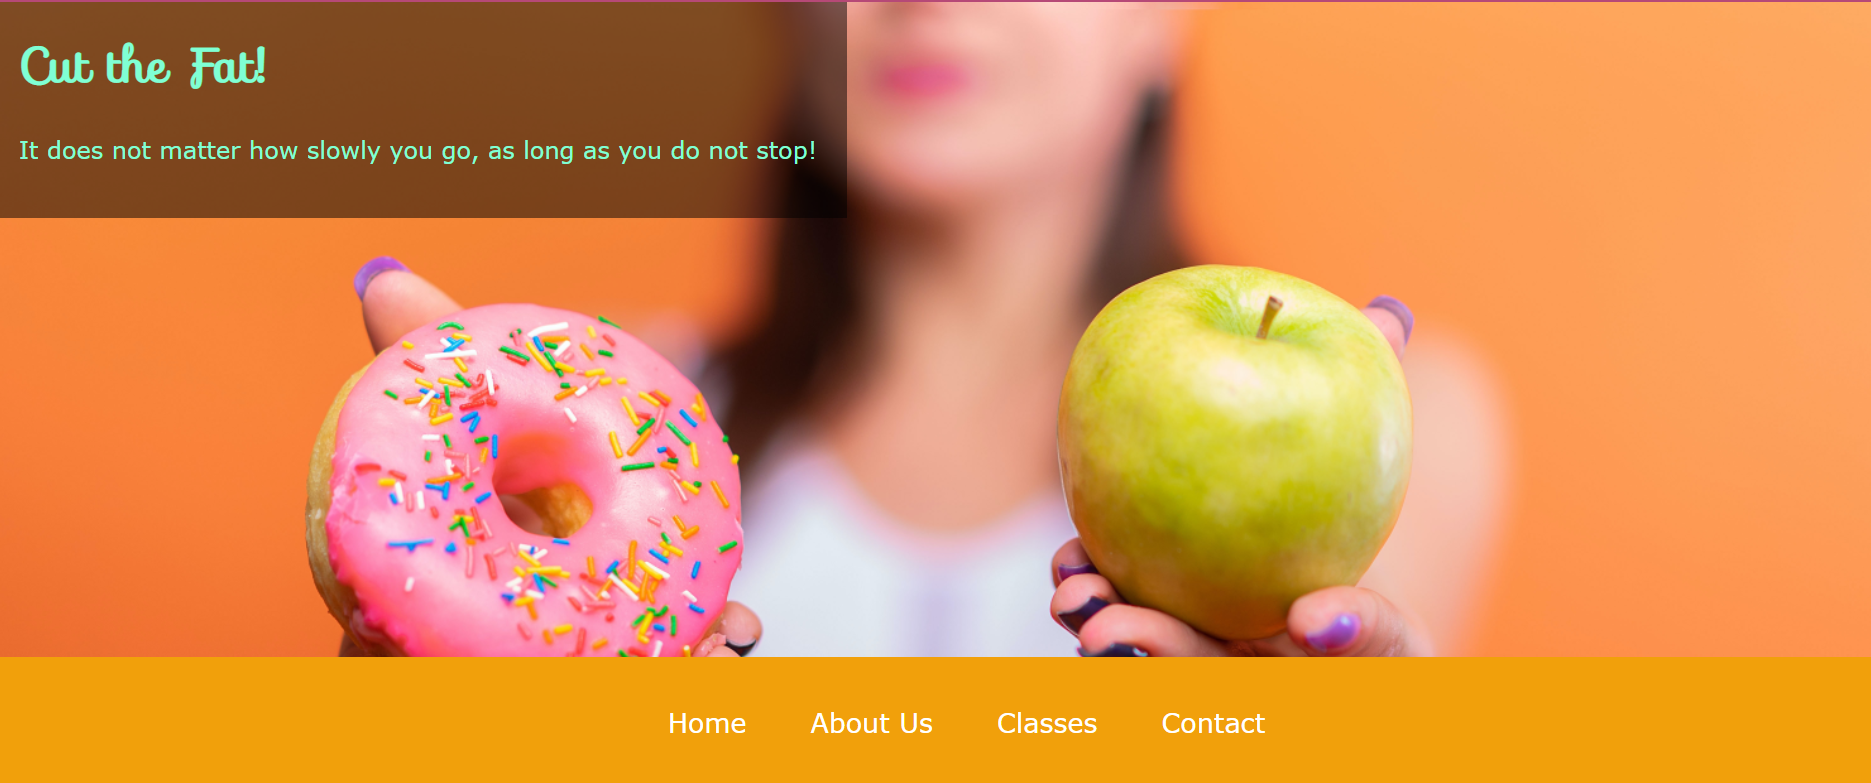 Cut the Fat!
It does not matter how slowly you go, as long as you do not stop!
Home About Us Classes Contact